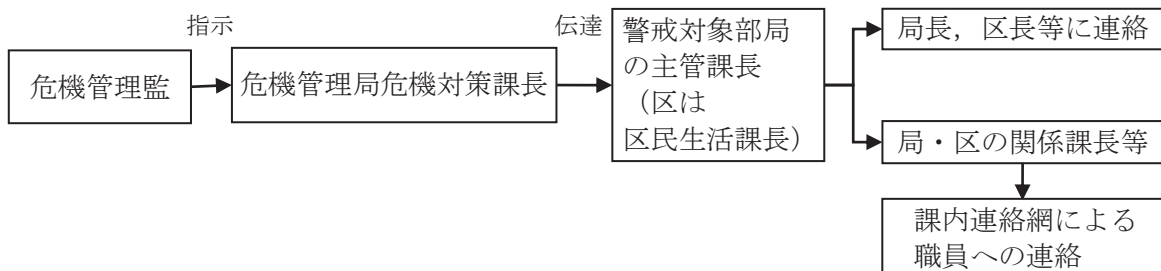 指示
危機管理監
危機管理局危機対策課長
伝達
警戒対象部局
の主管課長
（区は
区民生活課長）
局長，区長等に連絡
局・区の関係課長等
課内連絡網による
職員への連絡